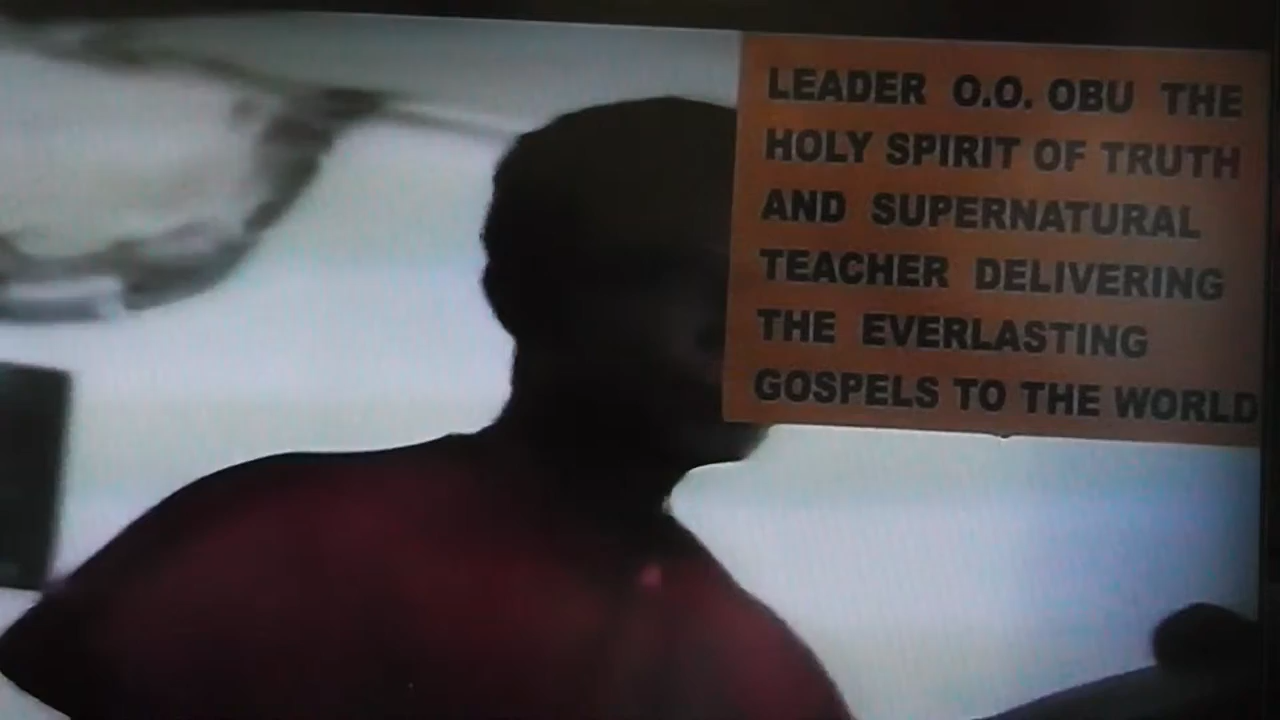 LEADER O.O. OBU THE
HOLY SPIRIT OF TRUTH
AND SUPERNATURAL
TEACHER DELIVERING
THE EVERLASTING
GOSPELS TO THE WORLD